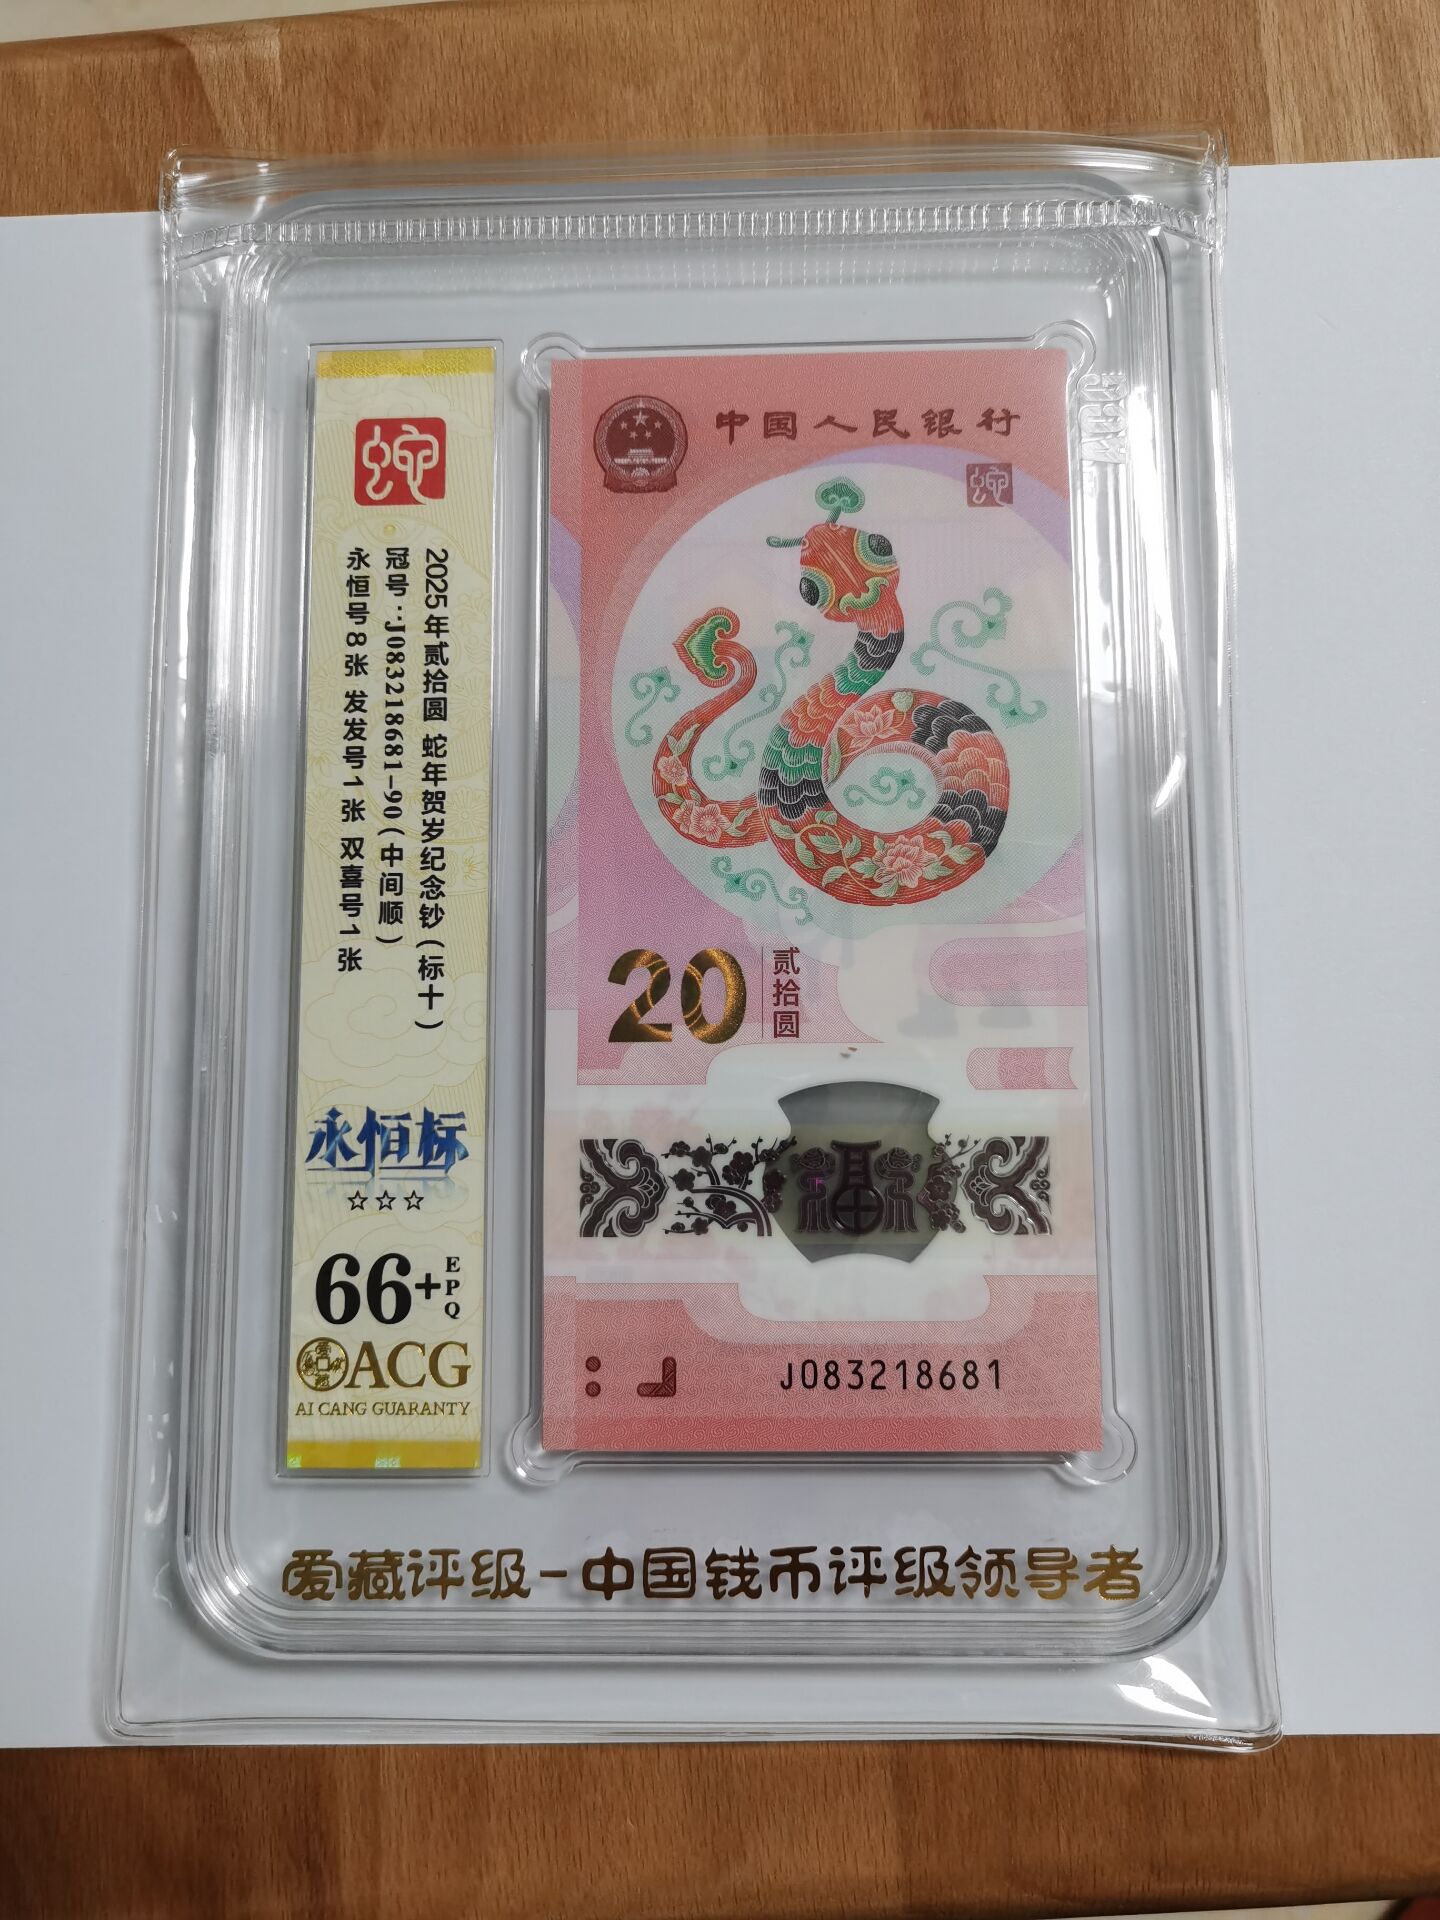 蛇
2025年贰拾圆 蛇年贺岁纪念钞(标十)
冠号:J083218681-90(中间顺)
永恒号8张 发发号1张 双喜号1张
永恒标
☆☆☆
66+EPQ
ACG
AI CANG GUARANTY
中国人民银行
蛇
20
贰拾圆
福
J083218681
爱藏评级-中国钱币评级领导者